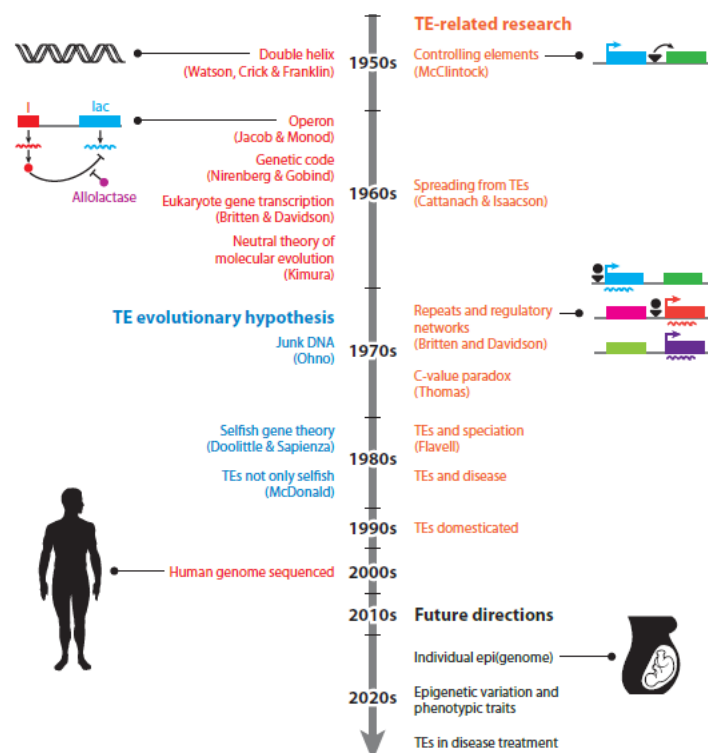 TE-related research
Double helix
(Watson, Crick & Franklin)
1950s
Controlling elements
(McClintock)
I
lac
Allolactase
Operon
(Jacob & Monod)
Genetic code
(Nirenberg & Gobind)
Eukaryote gene transcription
(Britten & Davidson)
Neutral theory of
molecular evolution
(Kimura)
1960s
Spreading from TEs
(Cattanach & Isaacson)
TE evolutionary hypothesis
Junk DNA
(Ohno)
1970s
Repeats and regulatory
networks
(Britten and Davidson)
C-value paradox
(Thomas)
Selfish gene theory
(Doolittle & Sapienza)
TEs not only selfish
(McDonald)
1980s
TEs and speciation
(Flavell)
TEs and disease
1990s
TEs domesticated
Human genome sequenced
2000s
2010s
Future directions
Individual epi(genome)
2020s
Epigenetic variation and
phenotypic traits
TEs in disease treatment